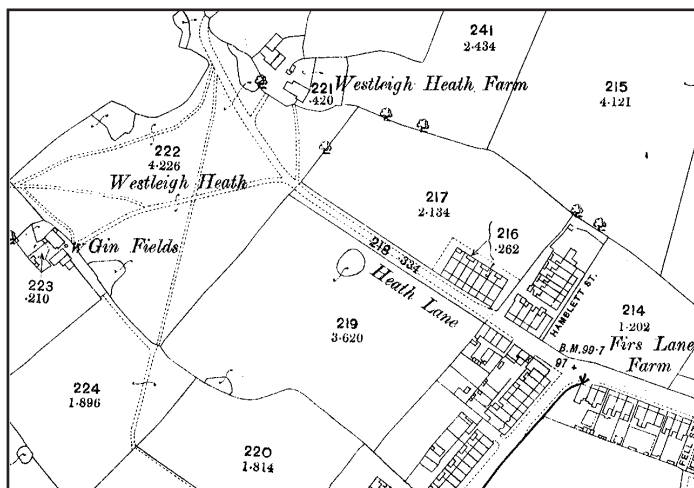 241
2·434
221
·420
Westleigh Heath Farm
215
4·121
222
4·226
Westleigh Heath
217
2·134
216
·262
W Gin Fields
218 ·334
Heath Lane
223
·210
219
3·620
HAMBLETT ST.
214
1·202
B.M.99·7
97 +
Firs Lane
Farm
224
1·896
220
1·814
FELL